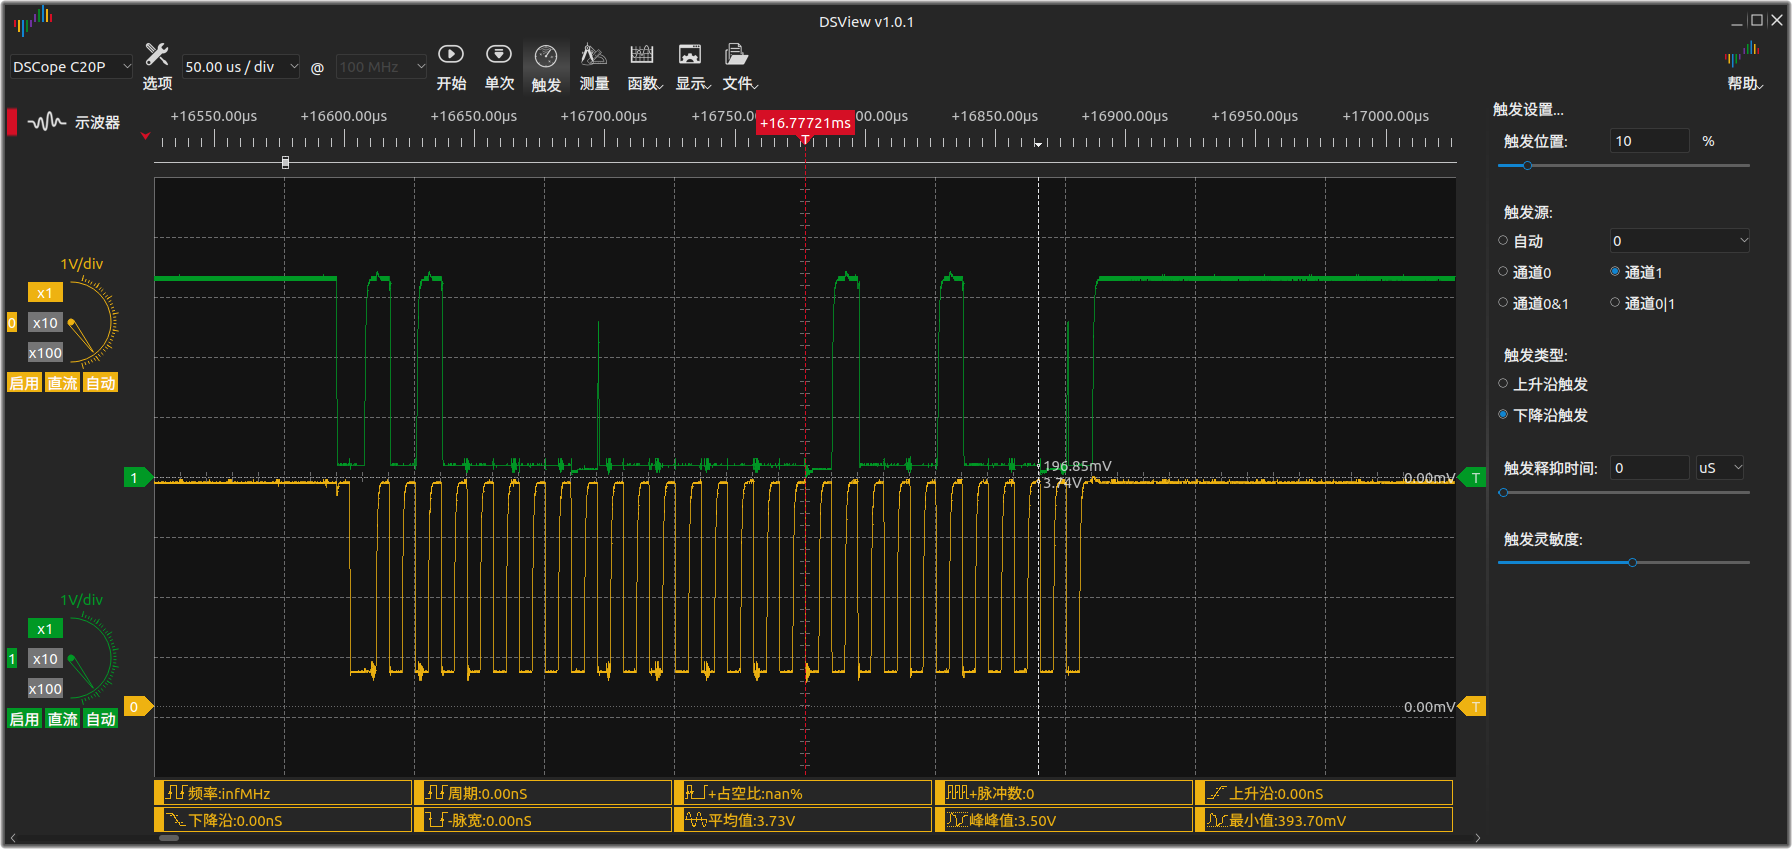 DSView v1.0.1
DSCope C20P
选项
50.00 us / div
@
100 MHz
开始
单次
触发
测量
函数
显示
文件
帮助
示波器
+16550.00μs +16600.00μs +16650.00μs +16700.00μs +16.77721ms +16850.00μs +16900.00μs +16950.00μs +17000.00μs
T
触发设置...
触发位置: 10 %
触发源:
自动 0
通道0 通道1
通道0&1 通道0|1
触发类型:
上升沿触发
下降沿触发
触发释抑时间: 0 uS
触发灵敏度:
1V/div
x1
0 x10
x100
启用 直流 自动
1V/div
x1
1 x10
x100
启用 直流 自动
196.85mV
1 3.74V 0.00mV T
0 0.00mV T
频率:infMHz 周期:0.00nS +占空比:nan% +脉冲数:0 上升沿:0.00nS
下降沿:0.00nS -脉宽:0.00nS 平均值:3.73V 峰峰值:3.50V 最小值:393.70mV